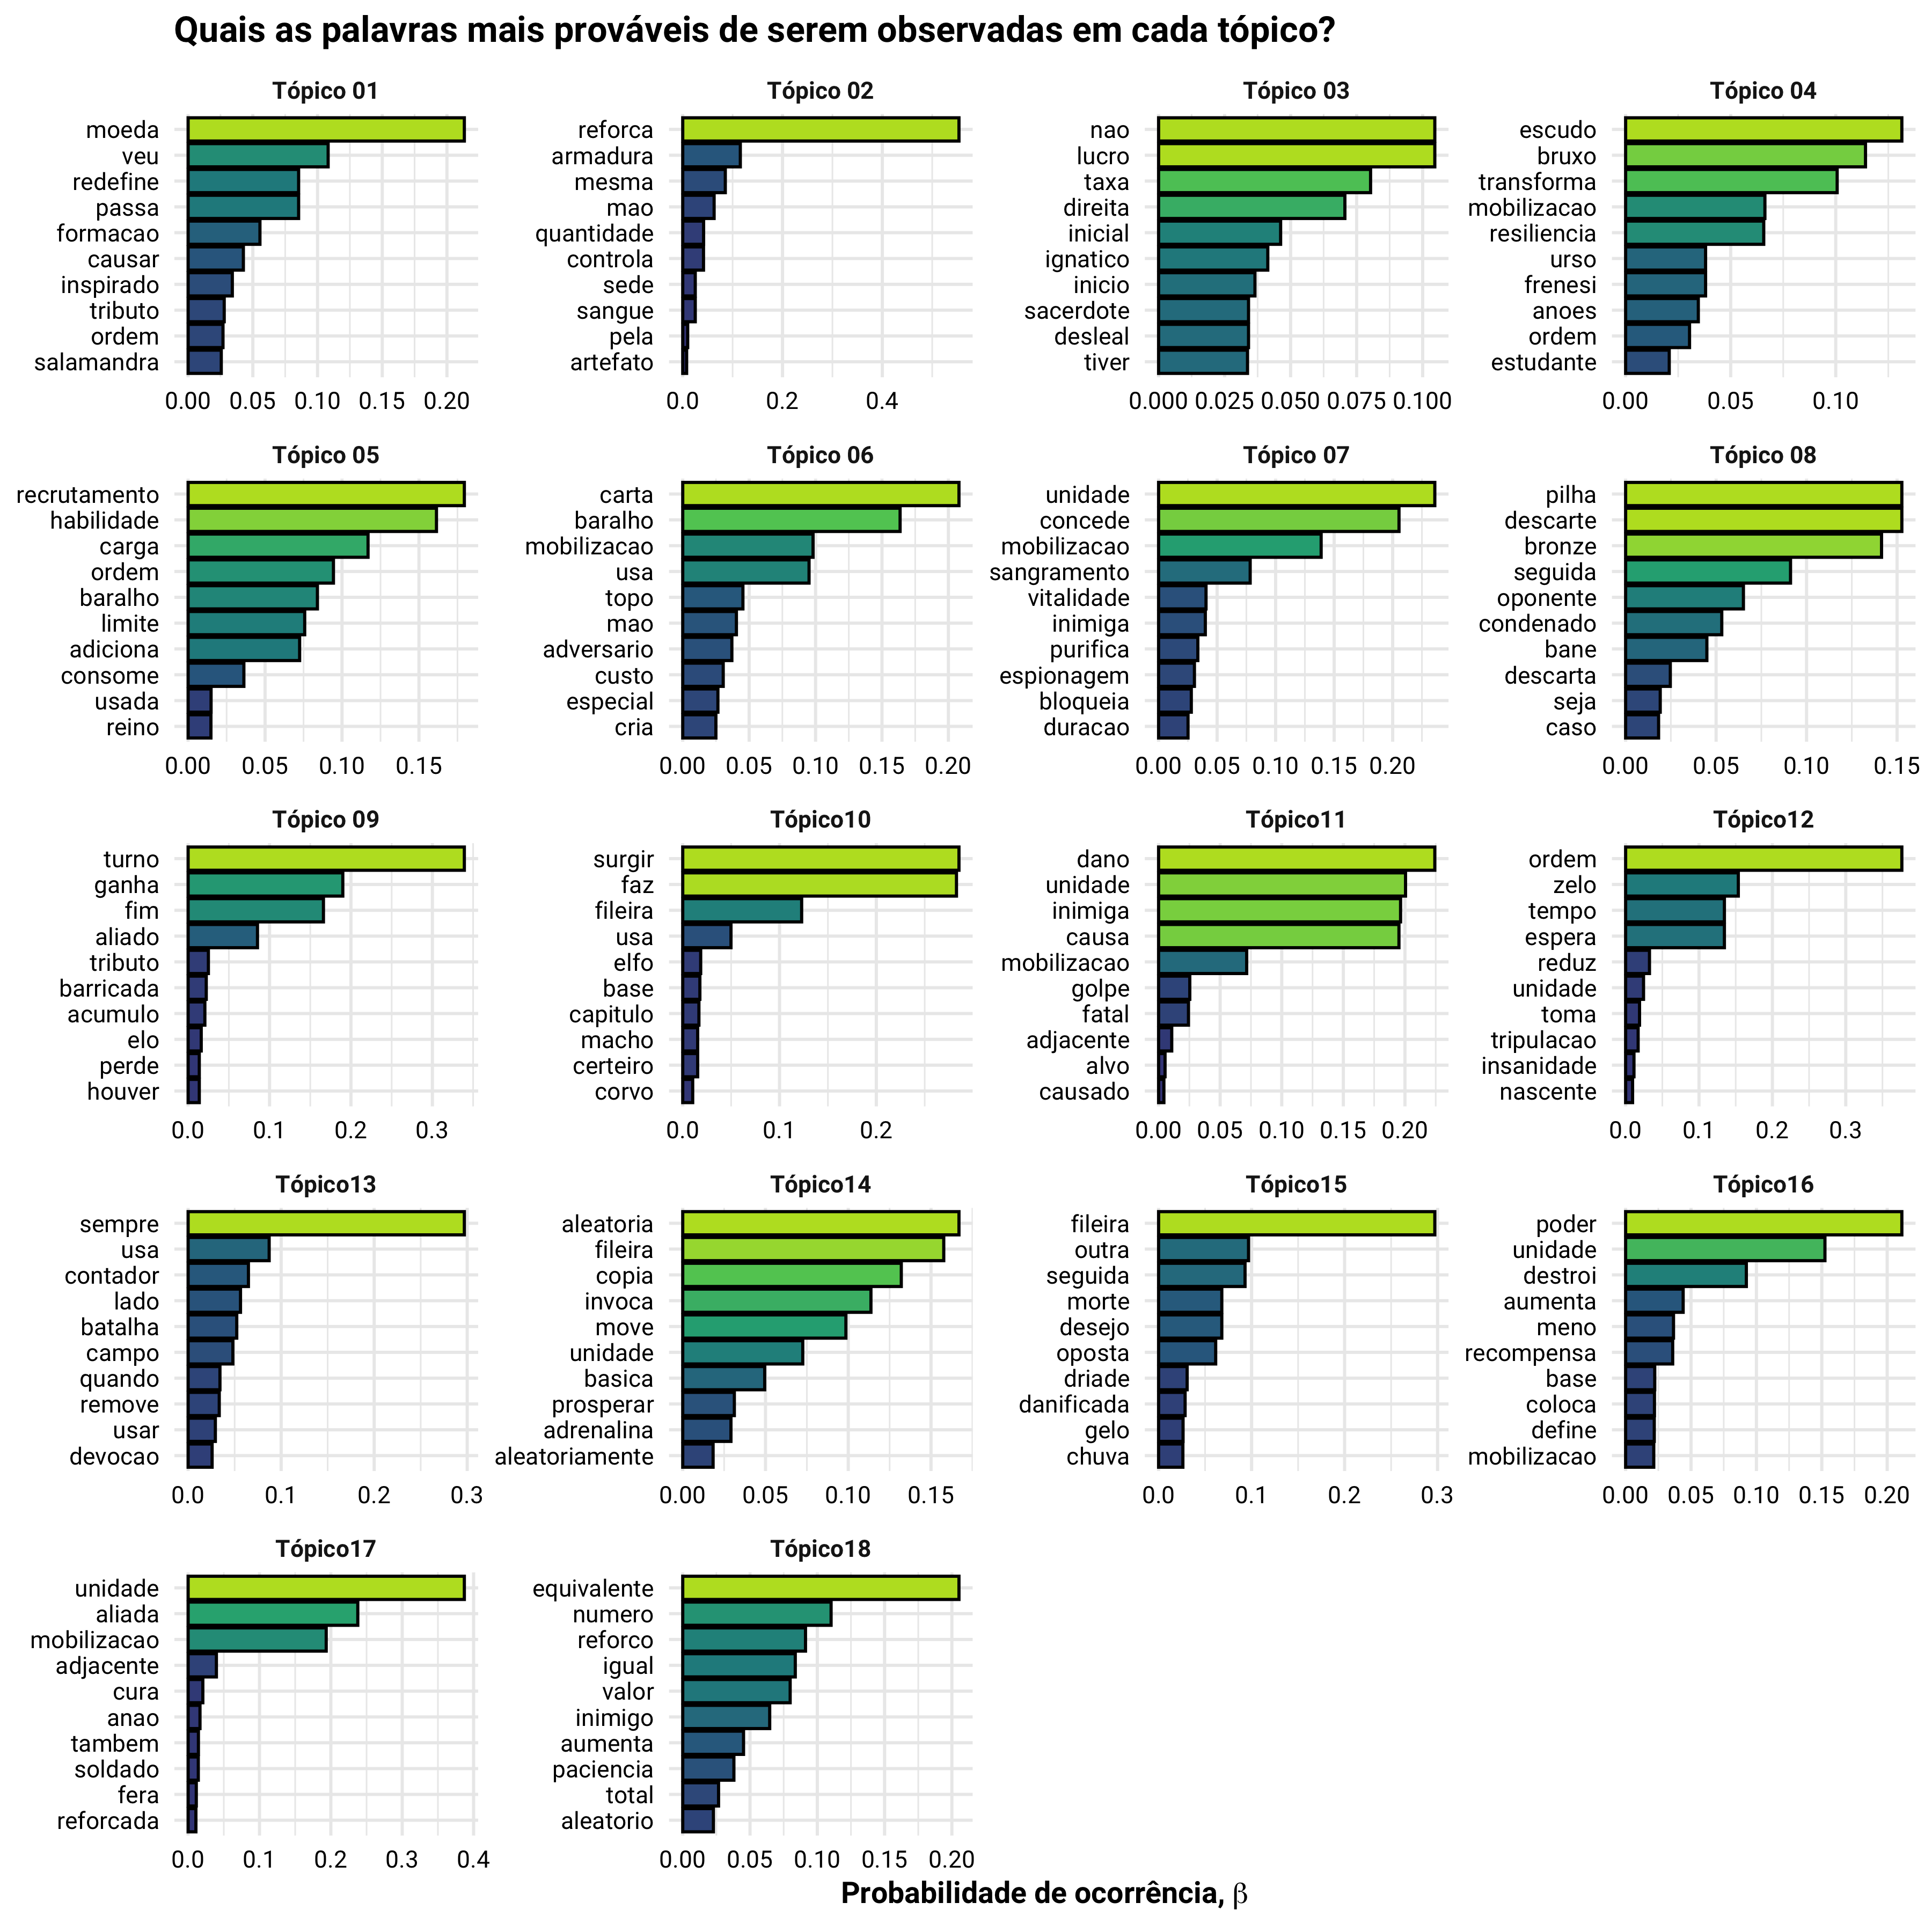 Quais as palavras mais prováveis de serem observadas em cada tópico?
Tópico 01
moeda
veu
redefine
passa
formacao
causar
inspirado
tributo
ordem
salamandra
0.00 0.05 0.10 0.15 0.20
Tópico 02
reforca
armadura
mesma
mao
quantidade
controla
sede
sangue
pela
artefato
0.0 0.2 0.4
Tópico 03
nao
lucro
taxa
direita
inicial
ignatico
inicio
sacerdote
desleal
tiver
0.000 0.025 0.050 0.075 0.100
Tópico 04
escudo
bruxo
transforma
mobilizacao
resiliencia
urso
frenesi
anoes
ordem
estudante
0.00 0.05 0.10
Tópico 05
recrutamento
habilidade
carga
ordem
baralho
limite
adiciona
consome
usada
reino
0.00 0.05 0.10 0.15
Tópico 06
carta
baralho
mobilizacao
usa
topo
mao
adversario
custo
especial
cria
0.00 0.05 0.10 0.15 0.20
Tópico 07
unidade
concede
mobilizacao
sangramento
vitalidade
inimiga
purifica
espionagem
bloqueia
duracao
0.00 0.05 0.10 0.15 0.20
Tópico 08
pilha
descarte
bronze
seguida
oponente
condenado
bane
descarta
seja
caso
0.00 0.05 0.10 0.15
Tópico 09
turno
ganha
fim
aliado
tributo
barricada
acumulo
elo
perde
houver
0.0 0.1 0.2 0.3
Tópico10
surgir
faz
fileira
usa
elfo
base
capitulo
macho
certeiro
corvo
0.0 0.1 0.2
Tópico11
dano
unidade
inimiga
causa
mobilizacao
golpe
fatal
adjacente
alvo
causado
0.00 0.05 0.10 0.15 0.20
Tópico12
ordem
zelo
tempo
espera
reduz
unidade
toma
tripulacao
insanidade
nascente
0.0 0.1 0.2 0.3
Tópico13
sempre
usa
contador
lado
batalha
campo
quando
remove
usar
devocao
0.0 0.1 0.2 0.3
Tópico14
aleatoria
fileira
copia
invoca
move
unidade
basica
prosperar
adrenalina
aleatoriamente
0.00 0.05 0.10 0.15
Tópico15
fileira
outra
seguida
morte
desejo
oposta
driade
danificada
gelo
chuva
0.0 0.1 0.2 0.3
Tópico16
poder
unidade
destroi
aumenta
meno
recompensa
base
coloca
define
mobilizacao
0.00 0.05 0.10 0.15 0.20
Tópico17
unidade
aliada
mobilizacao
adjacente
cura
anao
tambem
soldado
fera
reforcada
0.0 0.1 0.2 0.3 0.4
Tópico18
equivalente
numero
reforco
igual
valor
inimigo
aumenta
paciencia
total
aleatorio
0.00 0.05 0.10 0.15 0.20
Probabilidade de ocorrência, β